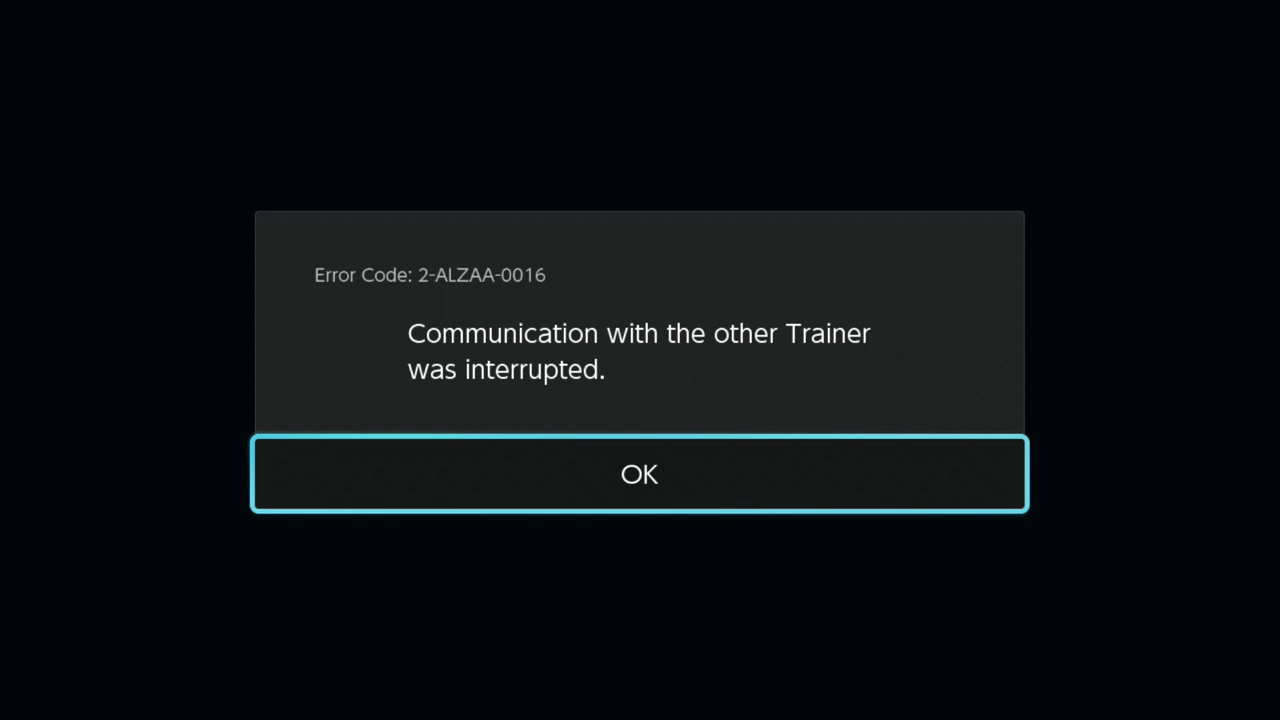 Error Code: 2-ALZAA-0016
Communication with the other Trainer
was interrupted.
OK